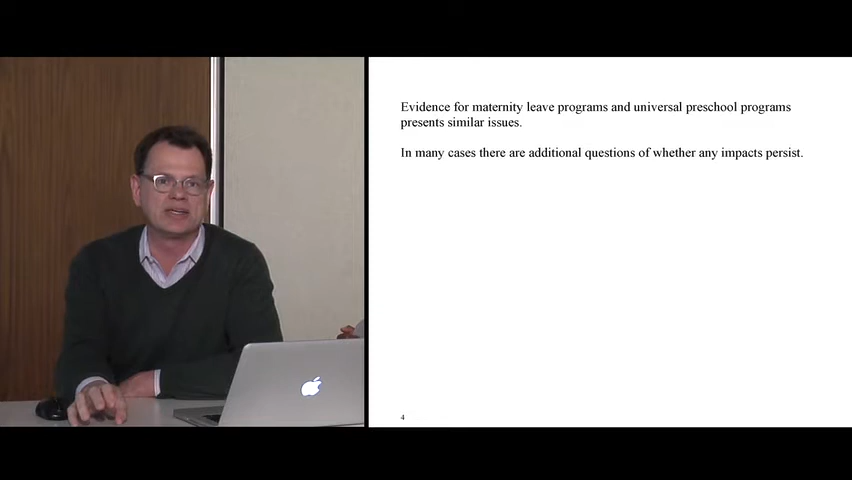 Evidence for maternity leave programs and universal preschool programs
presents similar issues.
In many cases there are additional questions of whether any impacts persist.
4